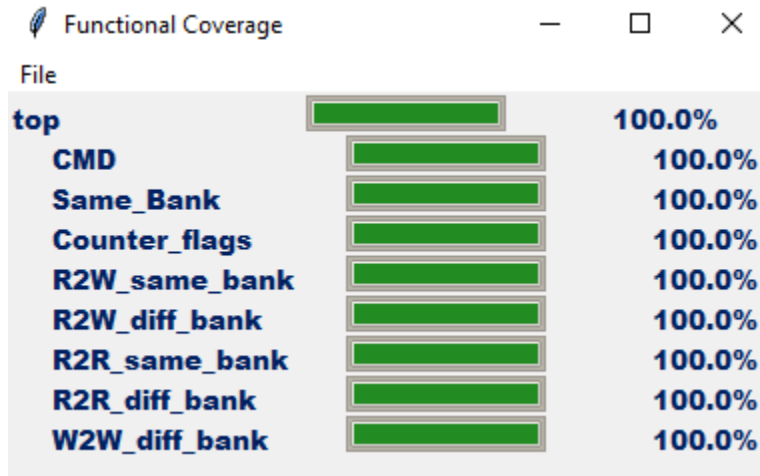 Functional Coverage
File
top 100.0%
CMD 100.0%
Same_Bank 100.0%
Counter_flags 100.0%
R2W_same_bank 100.0%
R2W_diff_bank 100.0%
R2R_same_bank 100.0%
R2R_diff_bank 100.0%
W2W_diff_bank 100.0%